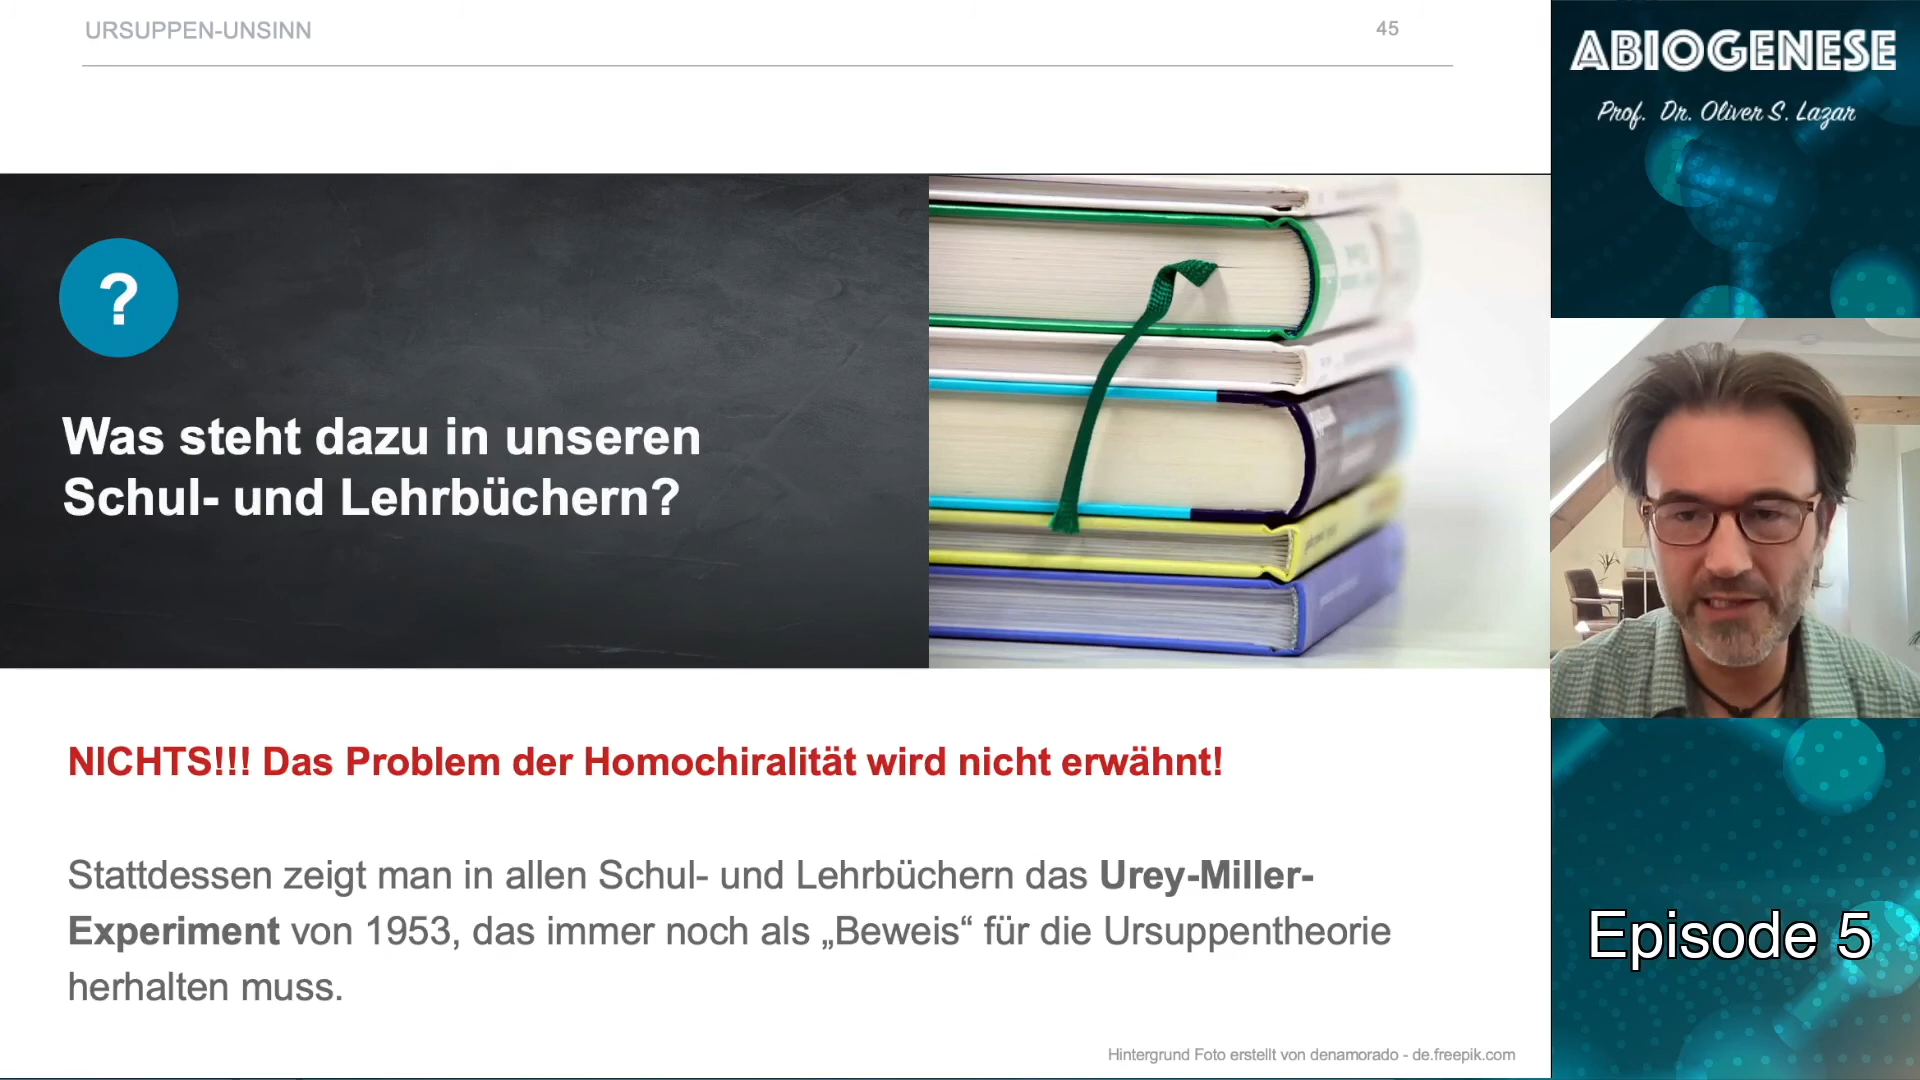 URSUPPEN-UNSINN
45
ABIOGENESE
Prof. Dr. Oliver S. Lazar
?
Was steht dazu in unseren
Schul- und Lehrbüchern?
NICHTS!!! Das Problem der Homochiralität wird nicht erwähnt!
Stattdessen zeigt man in allen Schul- und Lehrbüchern das Urey-Miller-
Experiment von 1953, das immer noch als „Beweis“ für die Ursuppentheorie
herhalten muss.
Episode 5
Hintergrund Foto erstellt von denamorado - de.freepik.com